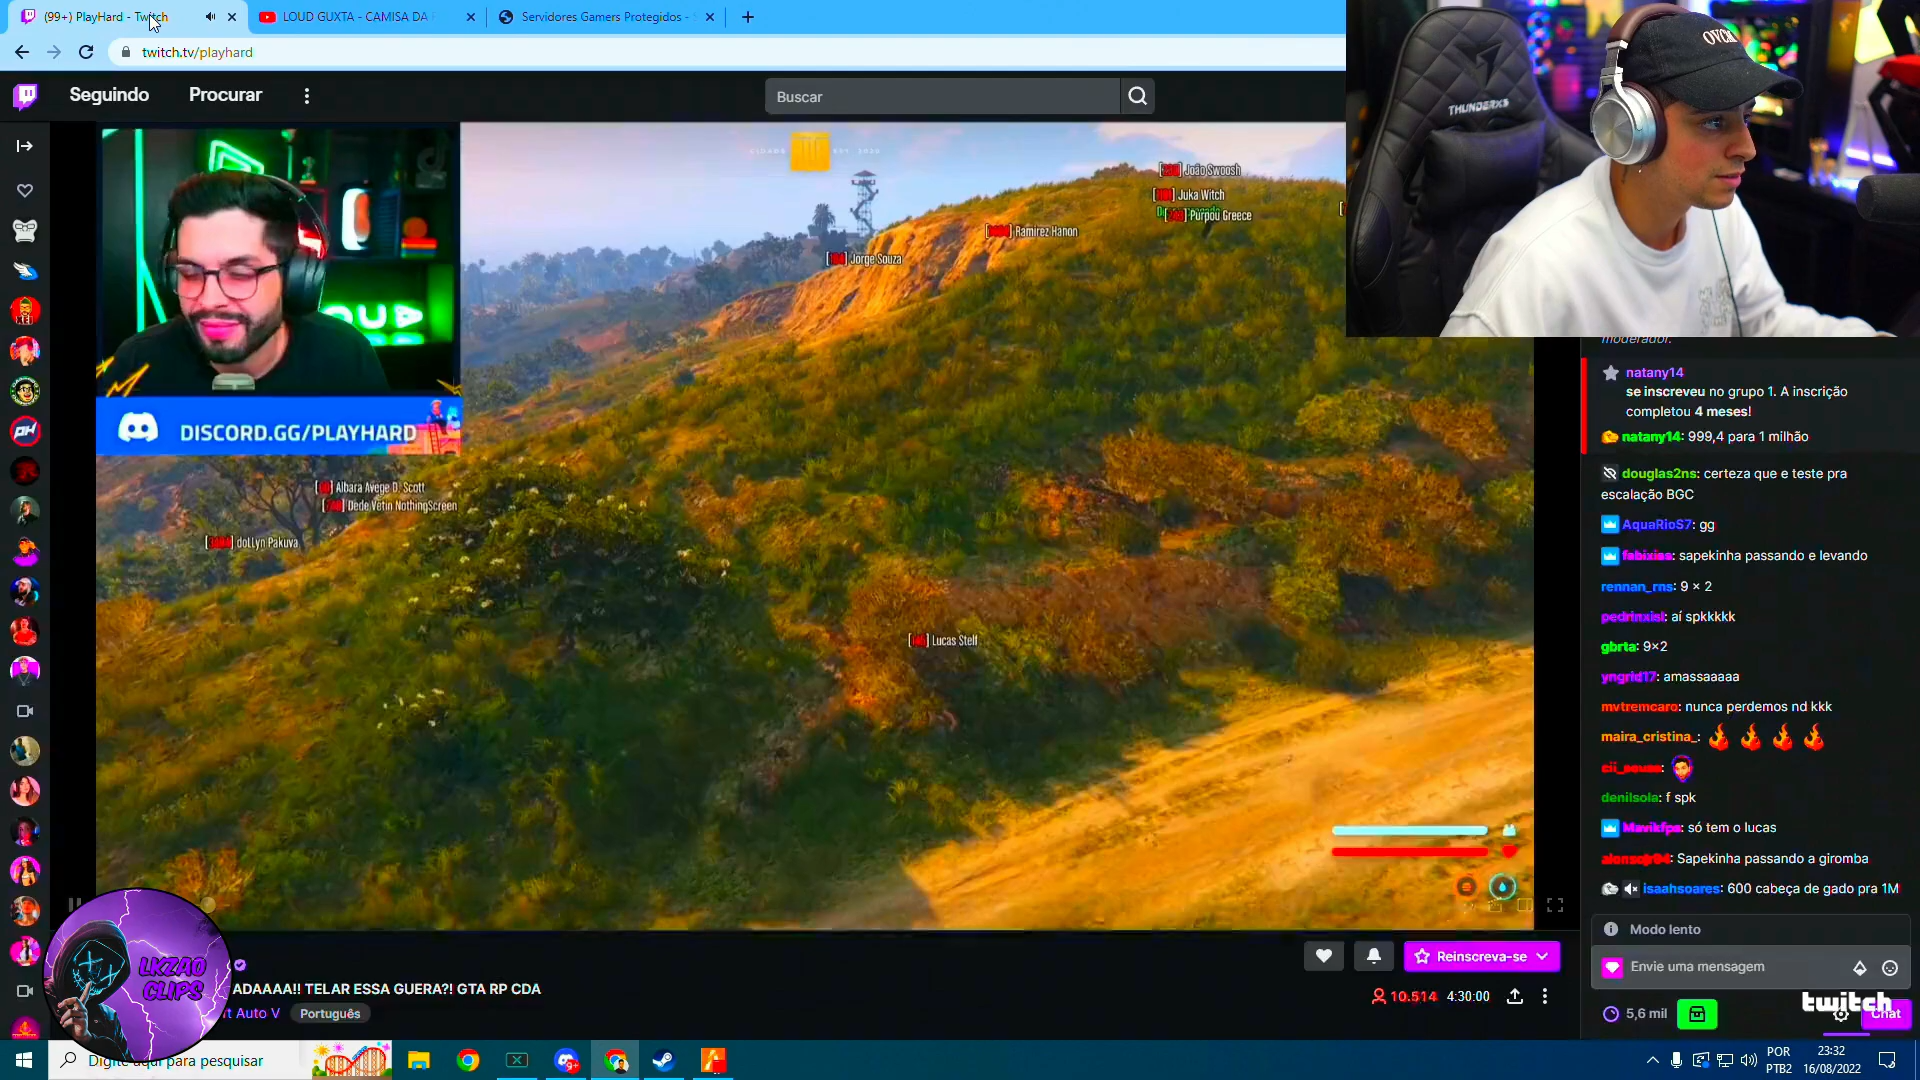 (99+) PlayHard - Twitch
LOUD GUXTA - CAMISA DA F
Servidores Gamers Protegidos -
twitch.tv/playhard
Seguindo
Procurar
Buscar
OVCM
THUNDERX3
João Swoosh
Juka Witch
Purpou Greece
Ramirez Hanon
Jorge Souza
DISCORD.GG/PLAYHARD
Albara Avege D. Scott
Dede Vetin NothingScreen
dollyn Pakuva
Lucas Stelf
moderador.
natany14
se inscreveu no grupo 1. A inscrição
completou 4 meses!
natany14: 999,4 para 1 milhão
douglas2ns: certeza que e teste pra
escalação BGC
AquaRioS7: gg
fabixias: sapekinha passando e levando
rennan_rns: 9 × 2
pedrinxisl: aí spkkkkk
gbrta: 9×2
yngrid17: amassaaaaa
mvtremcaro: nunca perdemos nd kkk
maira_cristina_:
denilsola: f spk
Mavikfps: só tem o lucas
Sapekinha passando a giromba
isaahsoares: 600 cabeça de gado pra 1M
Modo lento
Envie uma mensagem
5,6 mil
Chat
twitch
Reinscreva-se
ADAAAA!! TELAR ESSA GUERA?! GTA RP CDA
10.514
4:30:00
t Auto V
Português
LKZAO
CLIPS
Digite aqui para pesquisar
POR
PTB2
23:32
16/08/2022